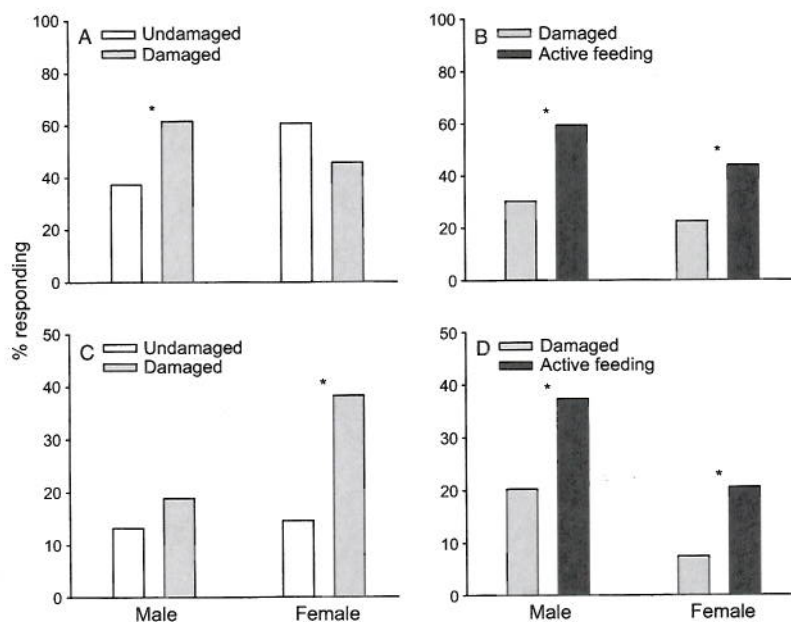 A
Undamaged
Damaged
*
100
80
60
40
20
0
B
Damaged
Active feeding
*
*
100
80
60
40
20
0
% responding
C
Undamaged
Damaged
*
50
40
30
20
10
0
Male
Female
D
Damaged
Active feeding
*
*
50
40
30
20
10
0
Male
Female